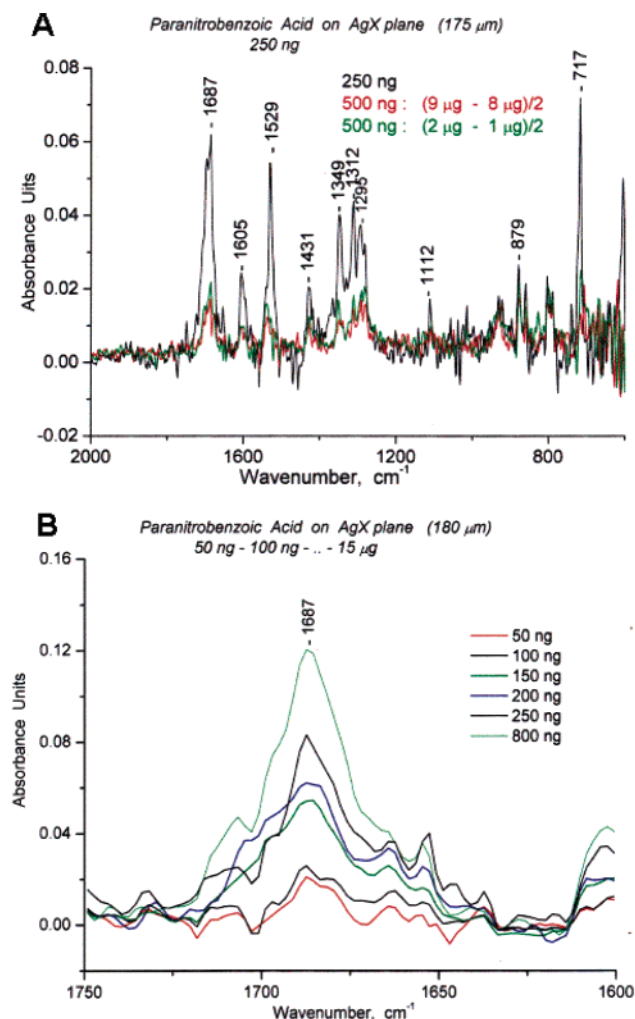 A
Paranitrobenzoic Acid on AgX plane (175 µm)
250 ng
0.08
0.06
0.04
0.02
0.00
-0.02
Absorbance Uits
1687
1605
1529
1431
1349
1312
1295
1112
879
717
250 ng
500 ng : (9 µg - 8 µg)/2
500 ng : (2 µg - 1 µg)/2
2000
1600
1200
800
Wavenumber, cm-1
B
Paranitrobenzoic Acid on AgX plane (180 µm)
50 ng - 100 ng - .. - 15 µg
0.16
0.12
0.08
0.04
0.00
Absorbance Units
1687
50 ng
100 ng
150 ng
200 ng
250 ng
800 ng
1750
1700
1650
1600
Wavenumber, cm-1